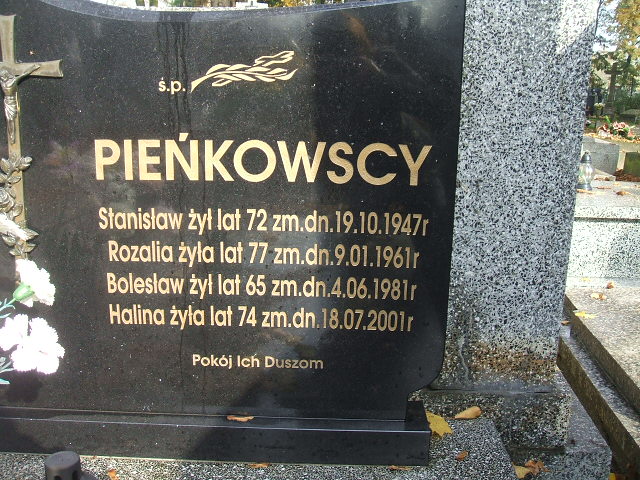 ś.p.
PIEŃKOWSCY
Stanisław żył lat 72 zm.dn.19.10.1947r
Rozalia żyła lat 77 zm.dn.9.01.1961r
Bolesław żył lat 65 zm.dn.4.06.1981r
Halina żyła lat 74 zm.dn.18.07.2001r
Pokój Ich Duszom